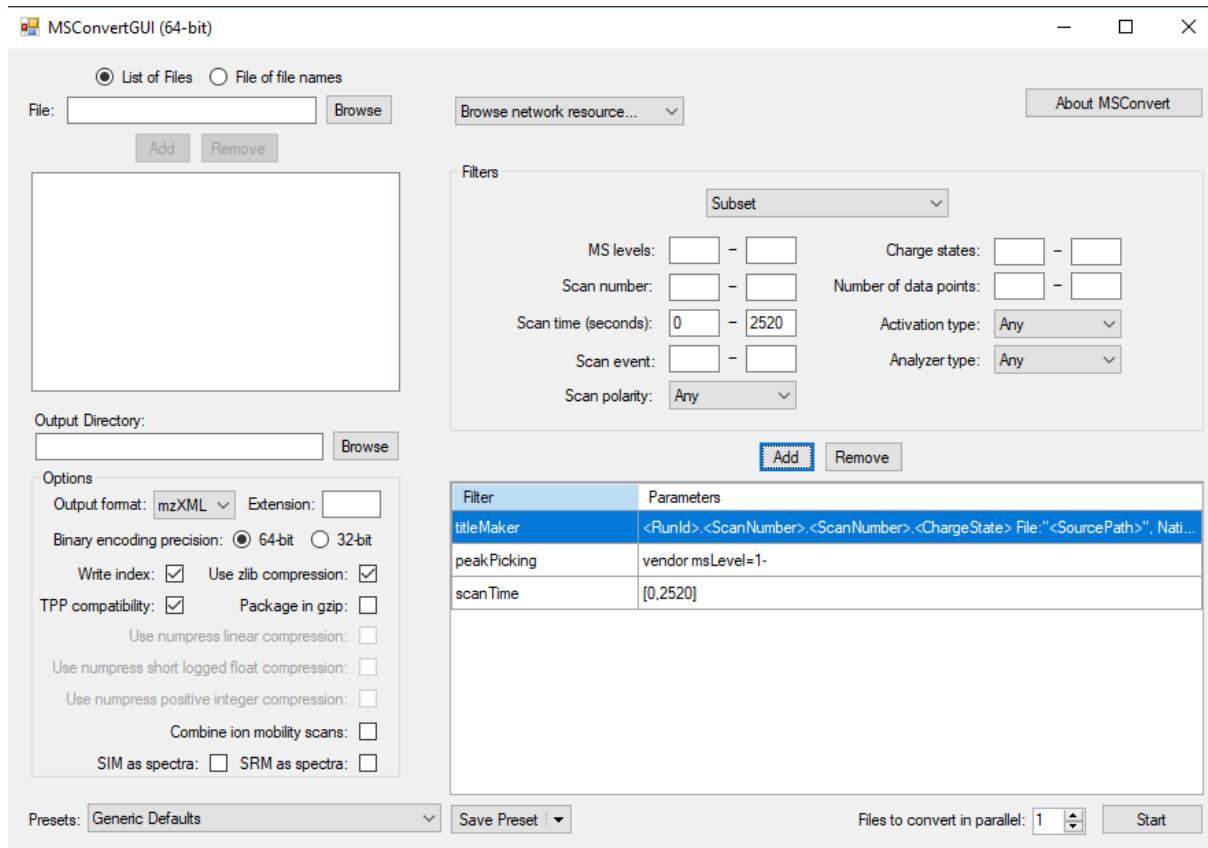 MSConvertGUI (64-bit)
List of Files File of file names
File: Browse
Add Remove
Browse network resource...
About MSConvert
Filters
Subset
MS levels: –
Scan number: –
Scan time (seconds): 0 – 2520
Scan event: –
Scan polarity: Any
Charge states: –
Number of data points: –
Activation type: Any
Analyzer type: Any
Output Directory:
Browse
Options
Output format: mzXML Extension:
Binary encoding precision: 64-bit 32-bit
Write index: Use zlib compression:
TPP compatibility: Package in gzip:
Use numpress linear compression:
Use numpress short logged float compression:
Use numpress positive integer compression:
Combine ion mobility scans:
SIM as spectra: SRM as spectra:
Add Remove
Filter Parameters
titleMaker <RunId>.<ScanNumber>.<ScanNumber>.<ChargeState> File:"<SourcePath>", Nati...
peakPicking vendor msLevel=1-
scanTime [0,2520]
Presets: Generic Defaults
Save Preset
Files to convert in parallel: 1
Start